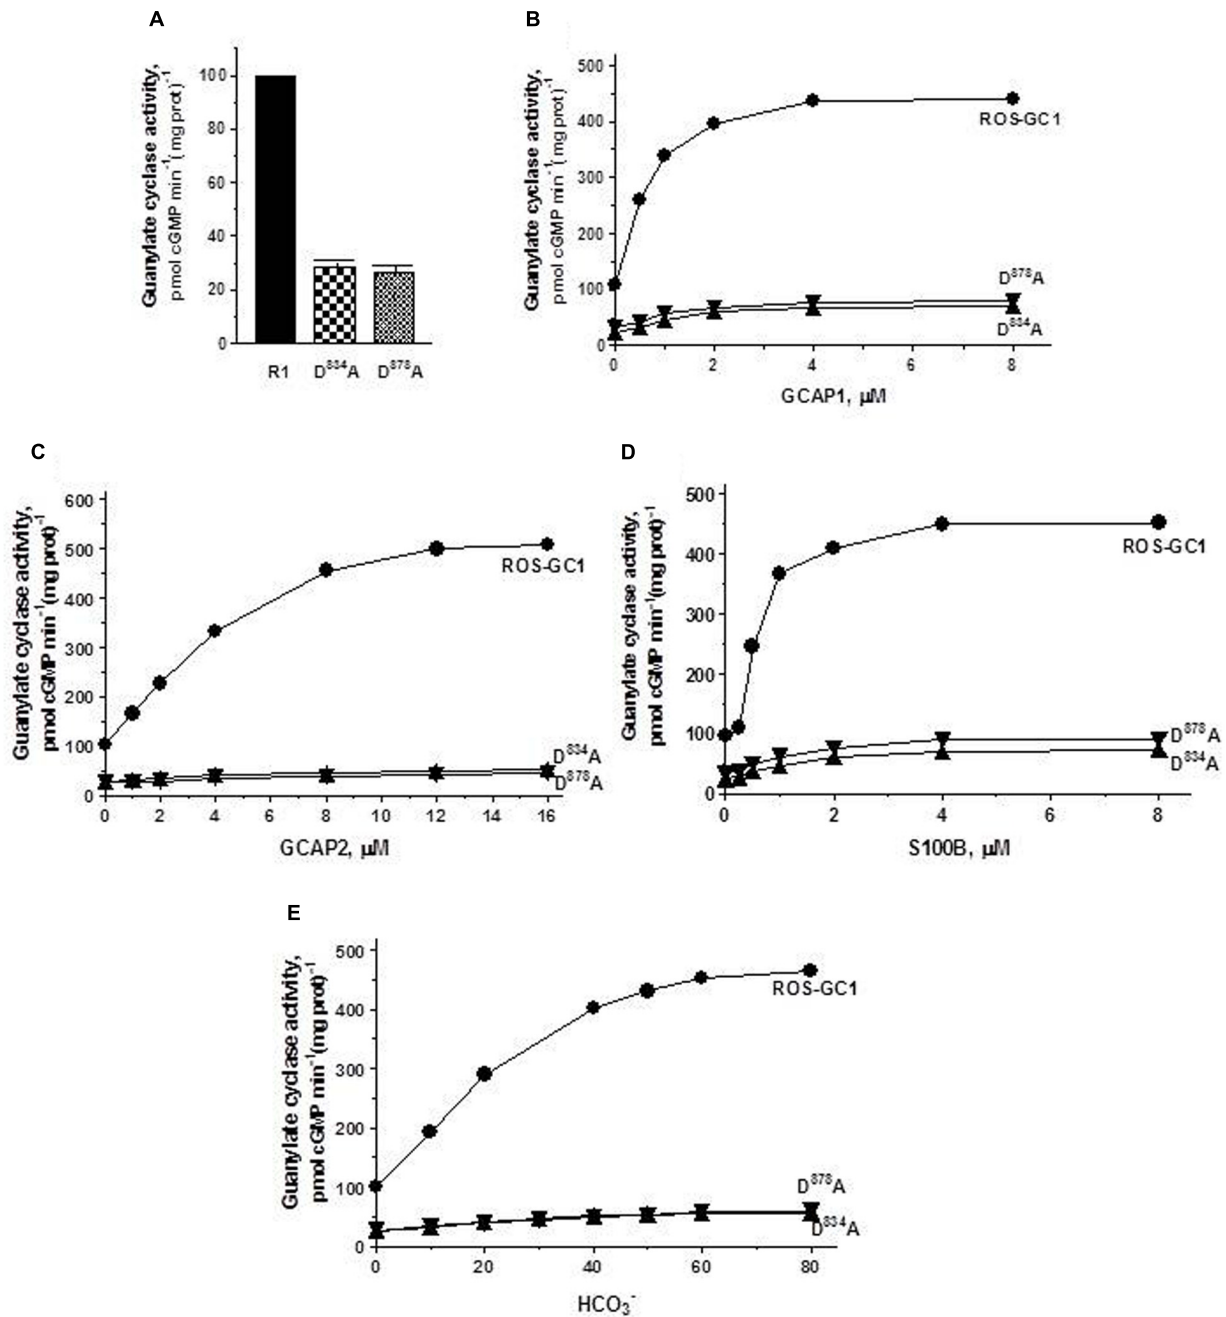 A
Guanylate cyclase activity,
pmol cGMP min⁻¹(mg prot)⁻¹
100
80
60
40
20
0
R1 D⁸³⁴A D⁸⁷⁸A
B
Guanylate cyclase activity,
pmol cGMP min⁻¹(mg prot)⁻¹
500
400
300
200
100
0
ROS-GC1
D⁸⁷⁸A
D⁸³⁴A
0 2 4 6 8
GCAP1, μM
C
Guanylate cyclase activity,
pmol cGMP min⁻¹(mg prot)⁻¹
600
500
400
300
200
100
0
ROS-GC1
D⁸³⁴A
D⁸⁷⁸A
0 2 4 6 8 10 12 14 16
GCAP2, μM
D
Guanylate cyclase activity,
pmol cGMP min⁻¹(mg prot)⁻¹
500
400
300
200
100
0
ROS-GC1
D⁸⁷⁸A
D⁸³⁴A
0 2 4 6 8
S100B, μM
E
Guanylate cyclase activity,
pmol cGMP min⁻¹(mg prot)⁻¹
500
400
300
200
100
0
ROS-GC1
D⁸⁷⁸A
D⁸³⁴A
0 20 40 60 80
HCO₃⁻